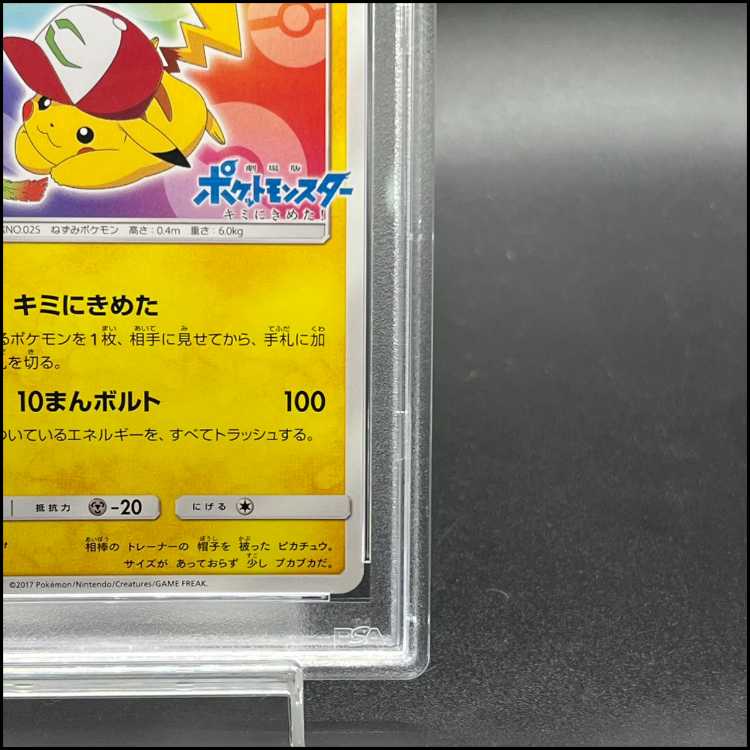 劇場版
ポケットモンスター
キミにきめた!
NO.025 ねずみポケモン 高さ:0.4m 重さ:6.0kg
キミにきめた
るポケモンを1枚、相手に見せてから、手札に加
を切る。
10まんボルト 100
ついているエネルギーを、すべてトラッシュする。
抵抗力 -20 にげる
相棒の トレーナーの 帽子を 被った ピカチュウ。
サイズが あっておらず 少し ブカブカだ。
©2017 Pokémon/Nintendo/Creatures/GAME FREAK.
PSA